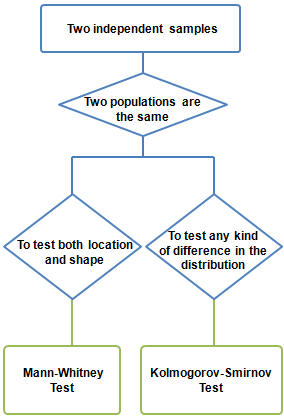 Two independent samples
Two populations are
the same
To test both location
and shape
To test any kind
of difference in the
distribution
Mann-Whitney
Test
Kolmogorov-Smirnov
Test